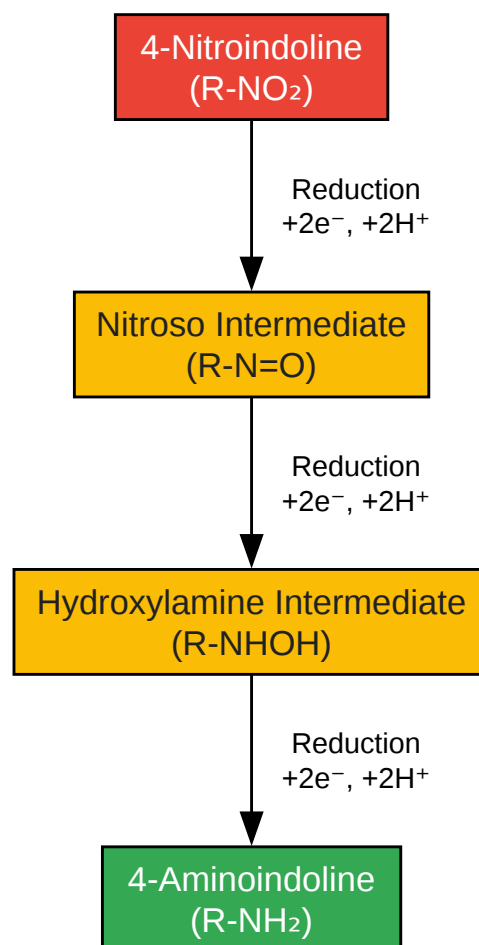 4-Nitroindoline
(R-NO₂)
Reduction
+2e⁻, +2H⁺
Nitroso Intermediate
(R-N=O)
Reduction
+2e⁻, +2H⁺
Hydroxylamine Intermediate
(R-NHOH)
Reduction
+2e⁻, +2H⁺
4-Aminoindoline
(R-NH₂)